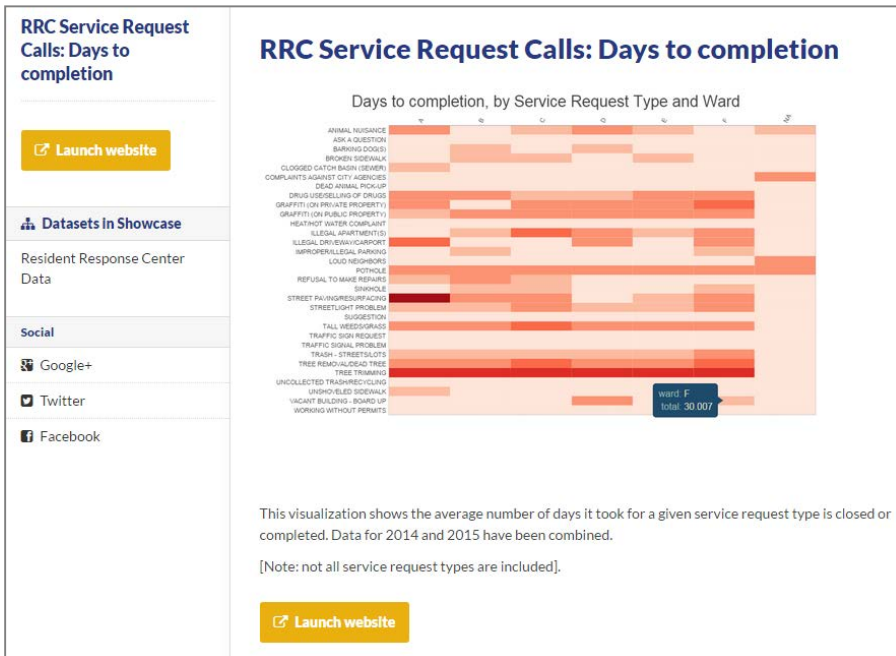 RRC Service Request
Calls: Days to
completion
Launch website
Datasets in Showcase
Resident Response Center
Data
Social
Google+
Twitter
Facebook
RRC Service Request Calls: Days to completion
Days to completion, by Service Request Type and Ward
A B C D E F NA
ANIMAL NUISANCE
ASK A QUESTION
BARKING DOG(S)
BROKEN SIDEWALK
CLOGGED CATCH BASIN (SEWER)
COMPLAINTS AGAINST CITY AGENCIES
DEAD ANIMAL PICK-UP
DRUG USE/SELLING OF DRUGS
GRAFFITI (ON PRIVATE PROPERTY)
GRAFFITI (ON PUBLIC PROPERTY)
HEAT/HOT WATER COMPLAINT
ILLEGAL APARTMENT(S)
ILLEGAL DRIVEWAY/CARPORT
IMPROPER/ILLEGAL PARKING
LOUD NEIGHBORS
POTHOLE
REFUSAL TO MAKE REPAIRS
SINKHOLE
STREET PAVING/RESURFACING
STREETLIGHT PROBLEM
SUGGESTION
TALL WEEDS/GRASS
TRAFFIC SIGN REQUEST
TRAFFIC SIGNAL PROBLEM
TRASH - STREETS/LOTS
TREE REMOVAL/DEAD TREE
TREE TRIMMING
UNCOLLECTED TRASH/RECYCLING
UNSHOVELED SIDEWALK
VACANT BUILDING - BOARD UP
WORKING WITHOUT PERMITS
ward: F
total: 30.007
This visualization shows the average number of days it took for a given service request type is closed or
completed. Data for 2014 and 2015 have been combined.
[Note: not all service request types are included].
Launch website